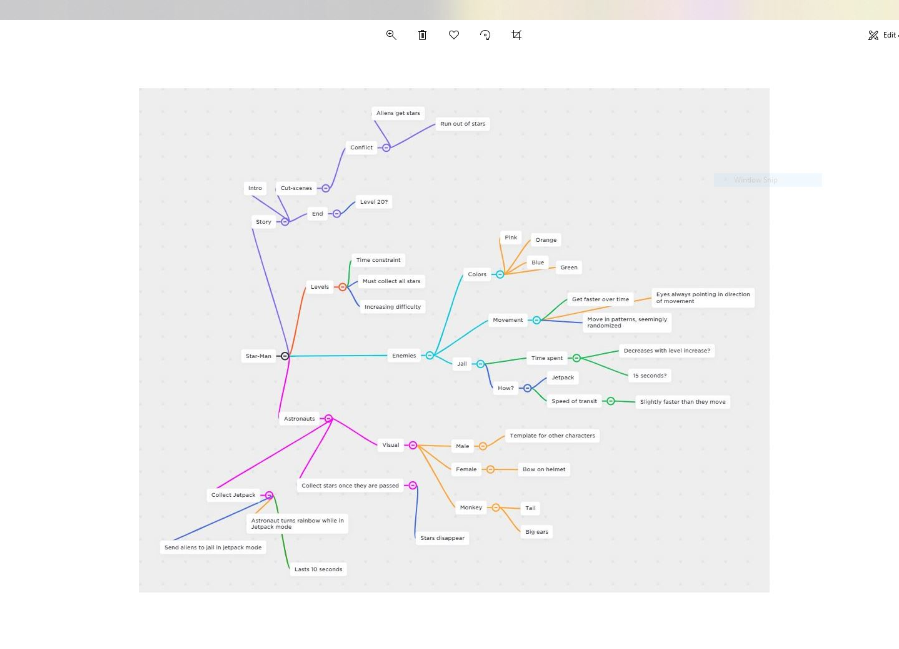 Edit
Aliens get stars
Run out of stars
Conflict
Intro
Cut-scenes
Level 20?
End
Story
Pink
Orange
Time constraint
Blue
Green
Colors
Must collect all stars
Levels
Get faster over time
Eyes always pointing in direction
of movement
Increasing difficulty
Movement
Move in patterns, seemingly
randomized
Decreases with level increase?
Star-Man
Enemies
Time spent
Jail
15 seconds?
Jetpack
How?
Speed of transit
Slightly faster than they move
Astronauts
Template for other characters
Visual
Male
Female
Bow on helmet
Collect stars once they are passed
Collect Jetpack
Monkey
Tail
Astronaut turns rainbow while in
Jetpack mode
Big ears
Stars disappear
Send aliens to jail in jetpack mode
Lasts 10 seconds